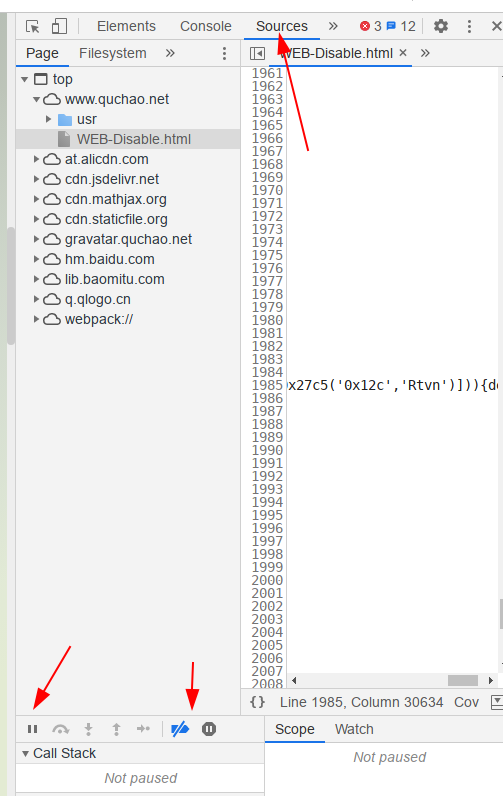 Elements Console Sources » 3 12
Page Filesystem » WEB-Disable.html × »
top
www.quchao.net
usr
WEB-Disable.html
at.alicdn.com
cdn.jsdelivr.net
cdn.mathjax.org
cdn.staticfile.org
gravatar.quchao.net
hm.baidu.com
lib.baomitu.com
q.qlogo.cn
webpack://
1961
1962
1963
1964
1965
1966
1967
1968
1969
1970
1971
1972
1973
1974
1975
1976
1977
1978
1979
1980
1981
1982
1983
1984
1985 0x27c5('0x12c','Rtvn')])){de
1986
1987
1988
1989
1990
1991
1992
1993
1994
1995
1996
1997
1998
1999
2000
2001
2002
2003
2004
2005
2006
2007
2008
{} Line 1985, Column 30634 Cov
Scope Watch
Call Stack
Not paused
Not paused